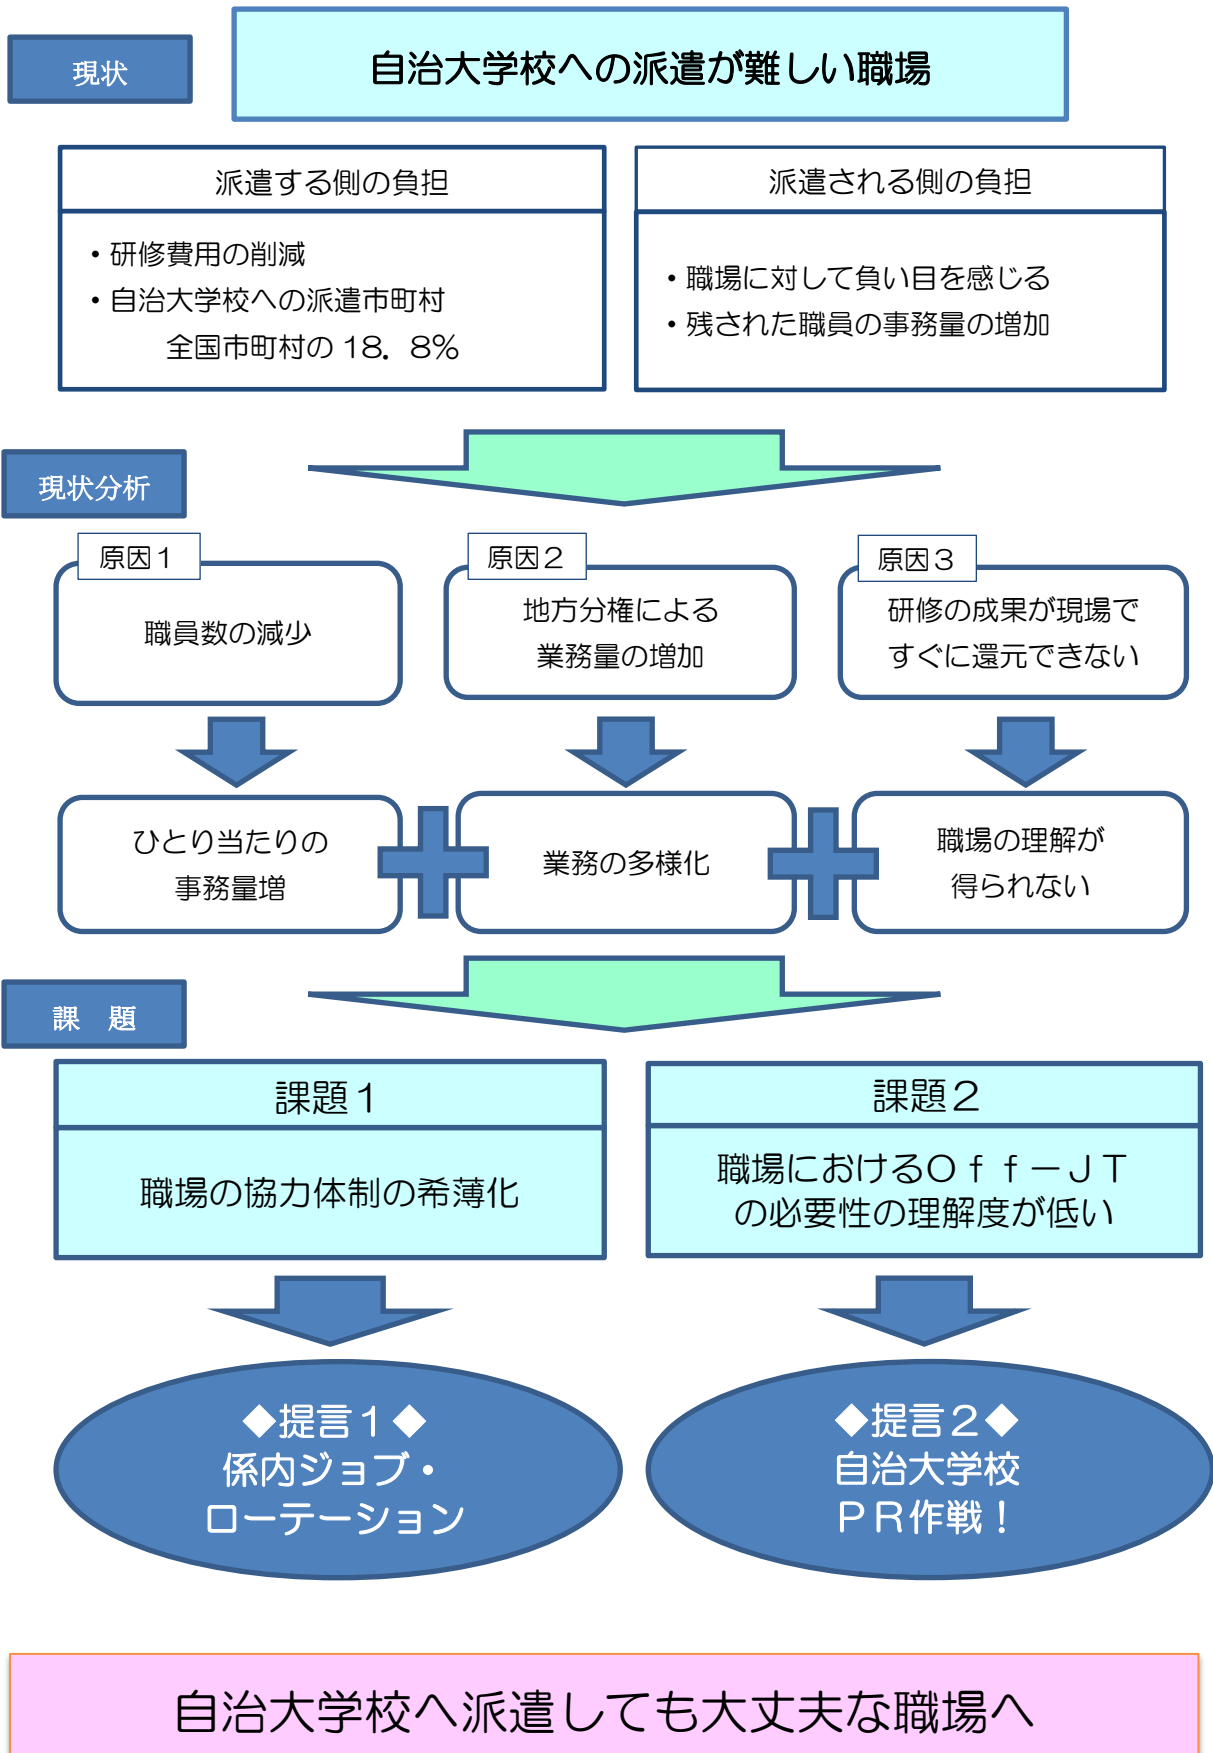 現状
自治大学校への派遣が難しい職場
派遣する側の負担
・研修費用の削減
・自治大学校への派遣市町村
全国市町村の１８．８％
派遣される側の負担
・職場に対して負い目を感じる
・残された職員の事務量の増加
現状分析
原因１
職員数の減少
原因２
地方分権による
業務量の増加
原因３
研修の成果が現場で
すぐに還元できない
ひとり当たりの
事務量増
業務の多様化
職場の理解が
得られない
課　題
課題１
職場の協力体制の希薄化
課題２
職場におけるＯｆｆ－ＪＴ
の必要性の理解度が低い
◆提言１◆
係内ジョブ・
ローテーション
◆提言２◆
自治大学校
ＰＲ作戦！
自治大学校へ派遣しても大丈夫な職場へ